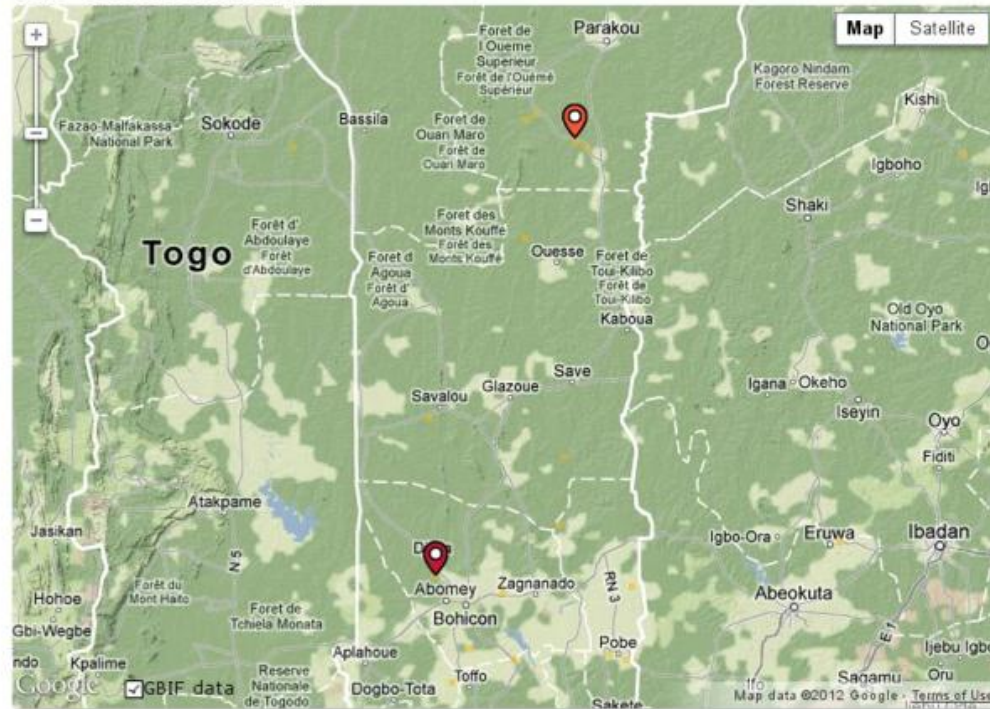 Map
Satellite
Foret de
l Oueme
Superieur
Forêt de l'Ouémé
Supérieur
Parakou
Kagoro Nindam
Forest Reserve
Kishi
Fazao-Malfakassa
National Park
Sokode
Bassila
Foret de
Ouari Maro
Forêt de
Ouari Maro
Igboho
Shaki
Togo
Forêt d'
Abdoulaye
Forêt
d'Abdoulaye
Foret des
Monts Kouffé
Forêt des
Monts Kouffé
Ouesse
Foret d
Agoua
Forêt d'
Agoua
Foret de
Toui-Kilibo
Forêt de
Toui-Kilibo
Kaboua
Old Oyo
National Park
Save
Glazoue
Savalou
Igana
Okeho
Iseyin
Oyo
Fiditi
Atakpame
Jasikan
N 5
Igbo-Ora
Eruwa
Ibadan
Abomey
Zagnanado
RN 3
Bohicon
Abeokuta
Forêt du
Mont Haito
Hohoe
Gbi-Wegbe
Foret de
Tchiela Monata
E 1
Pobe
Ijebu Igbo
Oru
Aplahoue
Kpalime
Reserve
Nationale
de Togodo
Toffo
Dogbo-Tota
Sakete
Ifo
Sagamu
Google
GBIF data
Map data ©2012 Google - Terms of Use